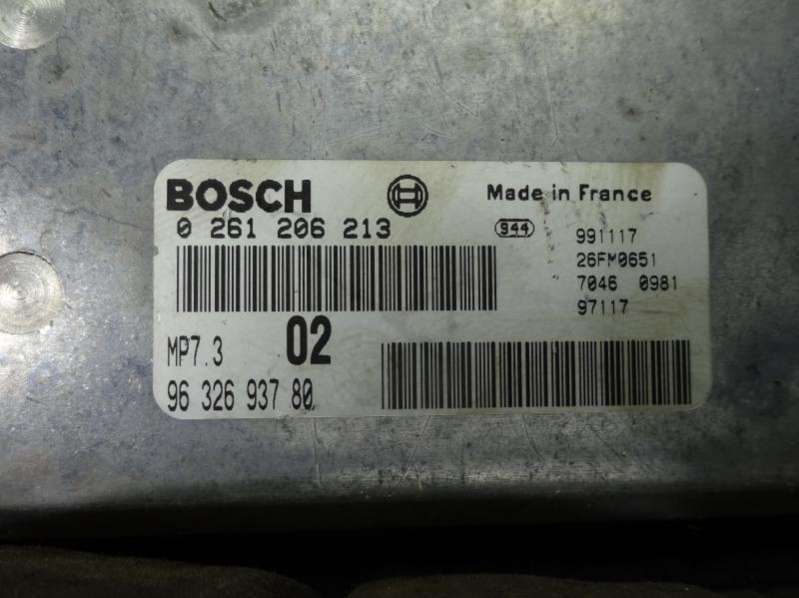 BOSCH Made in France
0 261 206 213 944 991117
26FM0651
7046 0981
97117
MP7.3 02
96 326 937 80